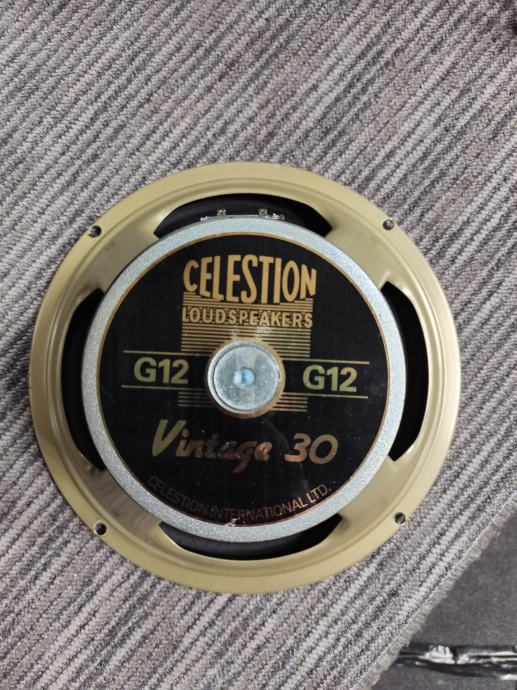 CELESTION
LOUDSPEAKERS
G12 G12
Vintage 30
CELESTION INTERNATIONAL LTD.